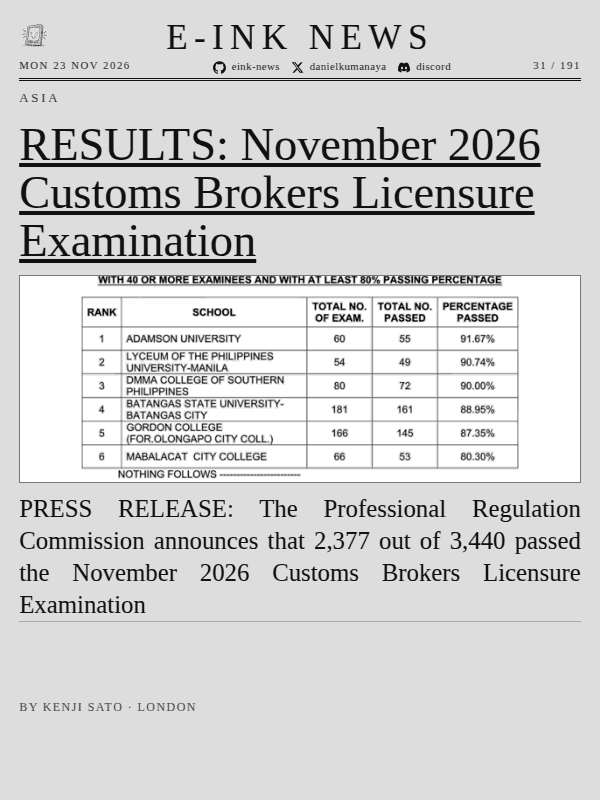 E-INK NEWS
MON 23 NOV 2026
eink-news
danielkumanaya
discord
31 / 191
ASIA
RESULTS: November 2026
Customs Brokers Licensure
Examination
WITH 40 OR MORE EXAMINEES AND WITH AT LEAST 80% PASSING PERCENTAGE
RANK SCHOOL TOTAL NO. OF EXAM. TOTAL NO. PASSED PERCENTAGE PASSED
1 ADAMSON UNIVERSITY 60 55 91.67%
2 LYCEUM OF THE PHILIPPINES UNIVERSITY-MANILA 54 49 90.74%
3 DMMA COLLEGE OF SOUTHERN PHILIPPINES 80 72 90.00%
4 BATANGAS STATE UNIVERSITY-BATANGAS CITY 181 161 88.95%
5 GORDON COLLEGE (FOR.OLONGAPO CITY COLL.) 166 145 87.35%
6 MABALACAT CITY COLLEGE 66 53 80.30%
NOTHING FOLLOWS ------------------------
PRESS RELEASE: The Professional Regulation
Commission announces that 2,377 out of 3,440 passed
the November 2026 Customs Brokers Licensure
Examination
BY KENJI SATO · LONDON